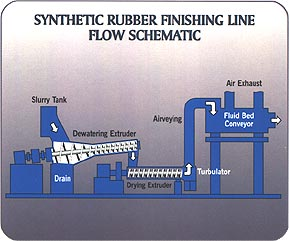 SYNTHETIC RUBBER FINISHING LINE
FLOW SCHEMATIC
Air Exhaust
Slurry Tank
Airveying
Fluid Bed
Conveyor
Dewatering Extruder
Drain
Turbulator
Drying Extruder